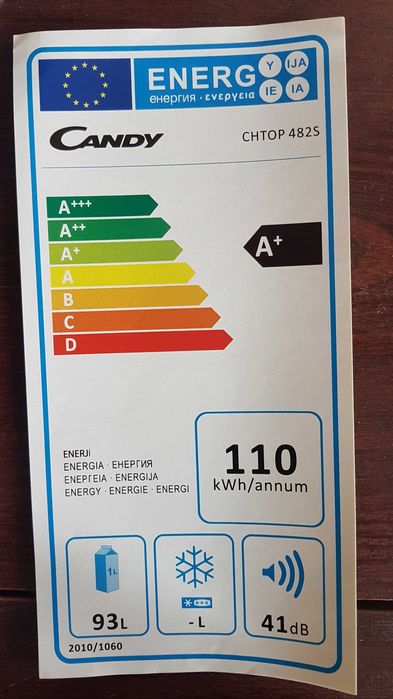 ENERG
Y
IJA
IE
IA
енергия · ενεργεια
CANDY
CHTOP 482S
A+++
A++
A+
A
B
C
D
A+
ENERJI
ENERGIA · ЕНЕРГИЯ
ΕΝΕΡΓΕΙΑ · ENERGIJA
ENERGY · ENERGIE · ENERGI
110
kWh/annum
1L
93L
- L
41dB
2010/1060